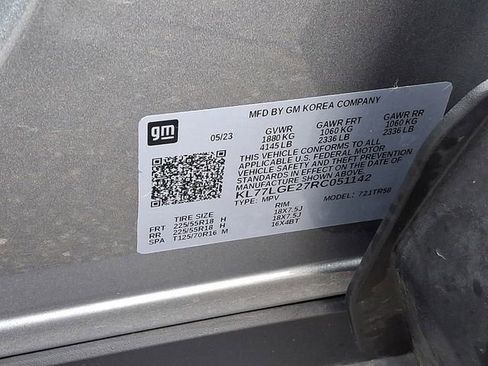 gm
MFD BY GM KOREA COMPANY
05/23
GVWR GAWR FRT GAWR RR
1880 KG 1060 KG 1060 KG
4145 LB 2336 LB 2336 LB
THIS VEHICLE CONFORMS TO ALL
APPLICABLE U.S. FEDERAL MOTOR
VEHICLE SAFETY AND THEFT PREVENTION
STANDARDS IN EFFECT ON THE DATE OF
MANUFACTURE SHOWN ABOVE.
KL77LGE27RC051142
TYPE: MPV MODEL: 721TR58
TIRE SIZE RIM
FRT 225/55R18 H 18X7.5J
RR 225/55R18 H 18X7.5J
SPA T125/70R16 M 16X4BT